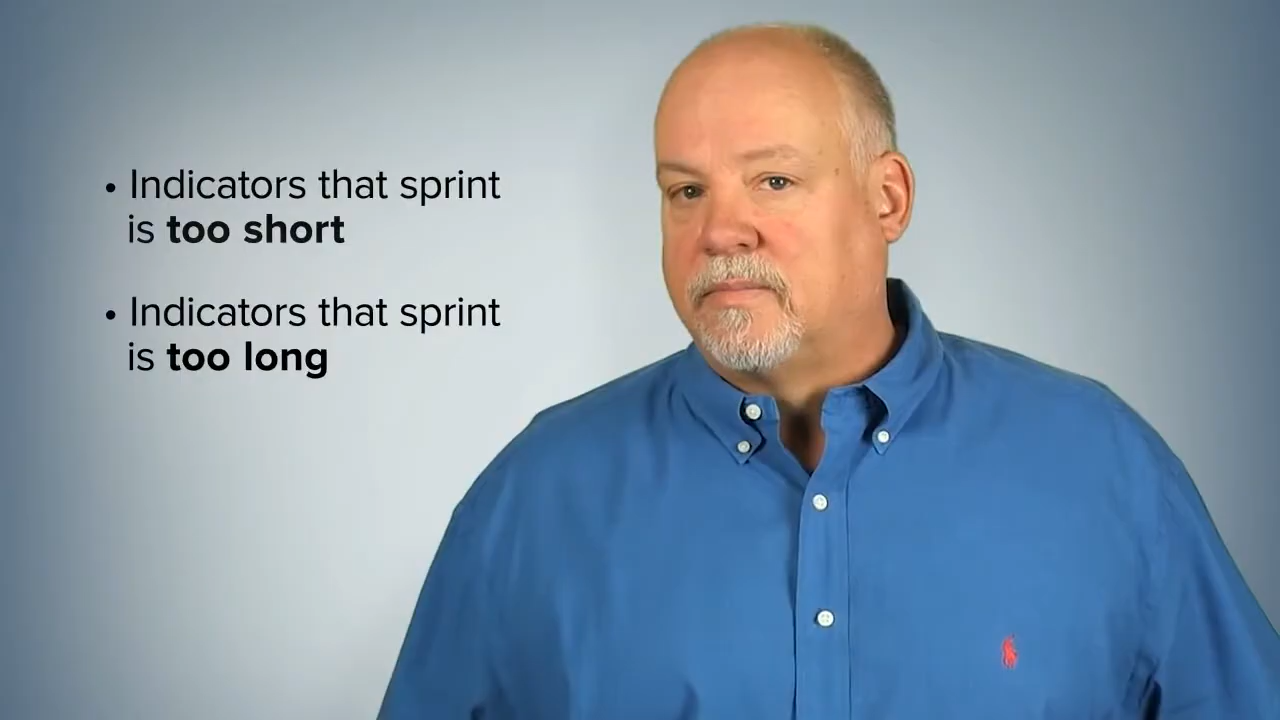 • Indicators that sprint
is too short
• Indicators that sprint
is too long